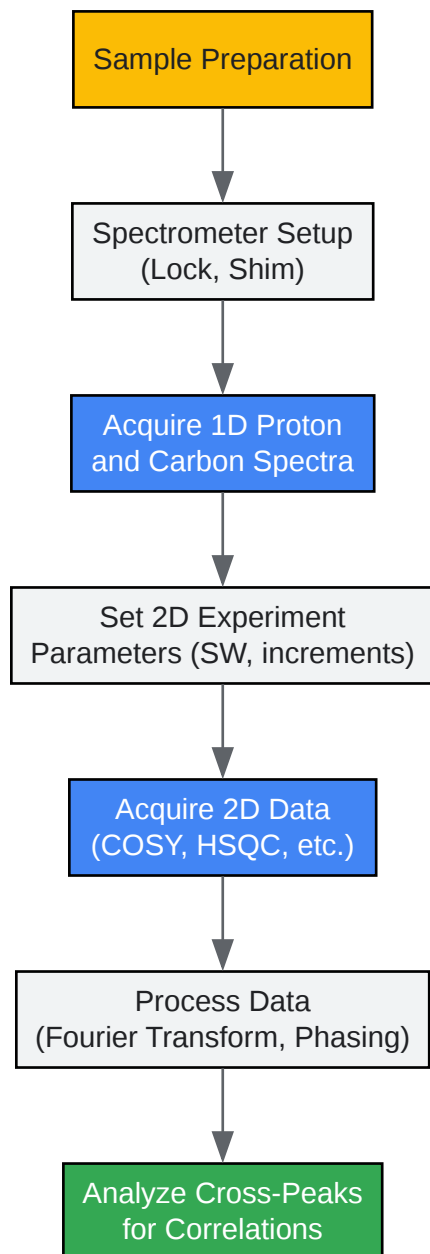 Sample Preparation
Spectrometer Setup
(Lock, Shim)
Acquire 1D Proton
and Carbon Spectra
Set 2D Experiment
Parameters (SW, increments)
Acquire 2D Data
(COSY, HSQC, etc.)
Process Data
(Fourier Transform, Phasing)
Analyze Cross-Peaks
for Correlations